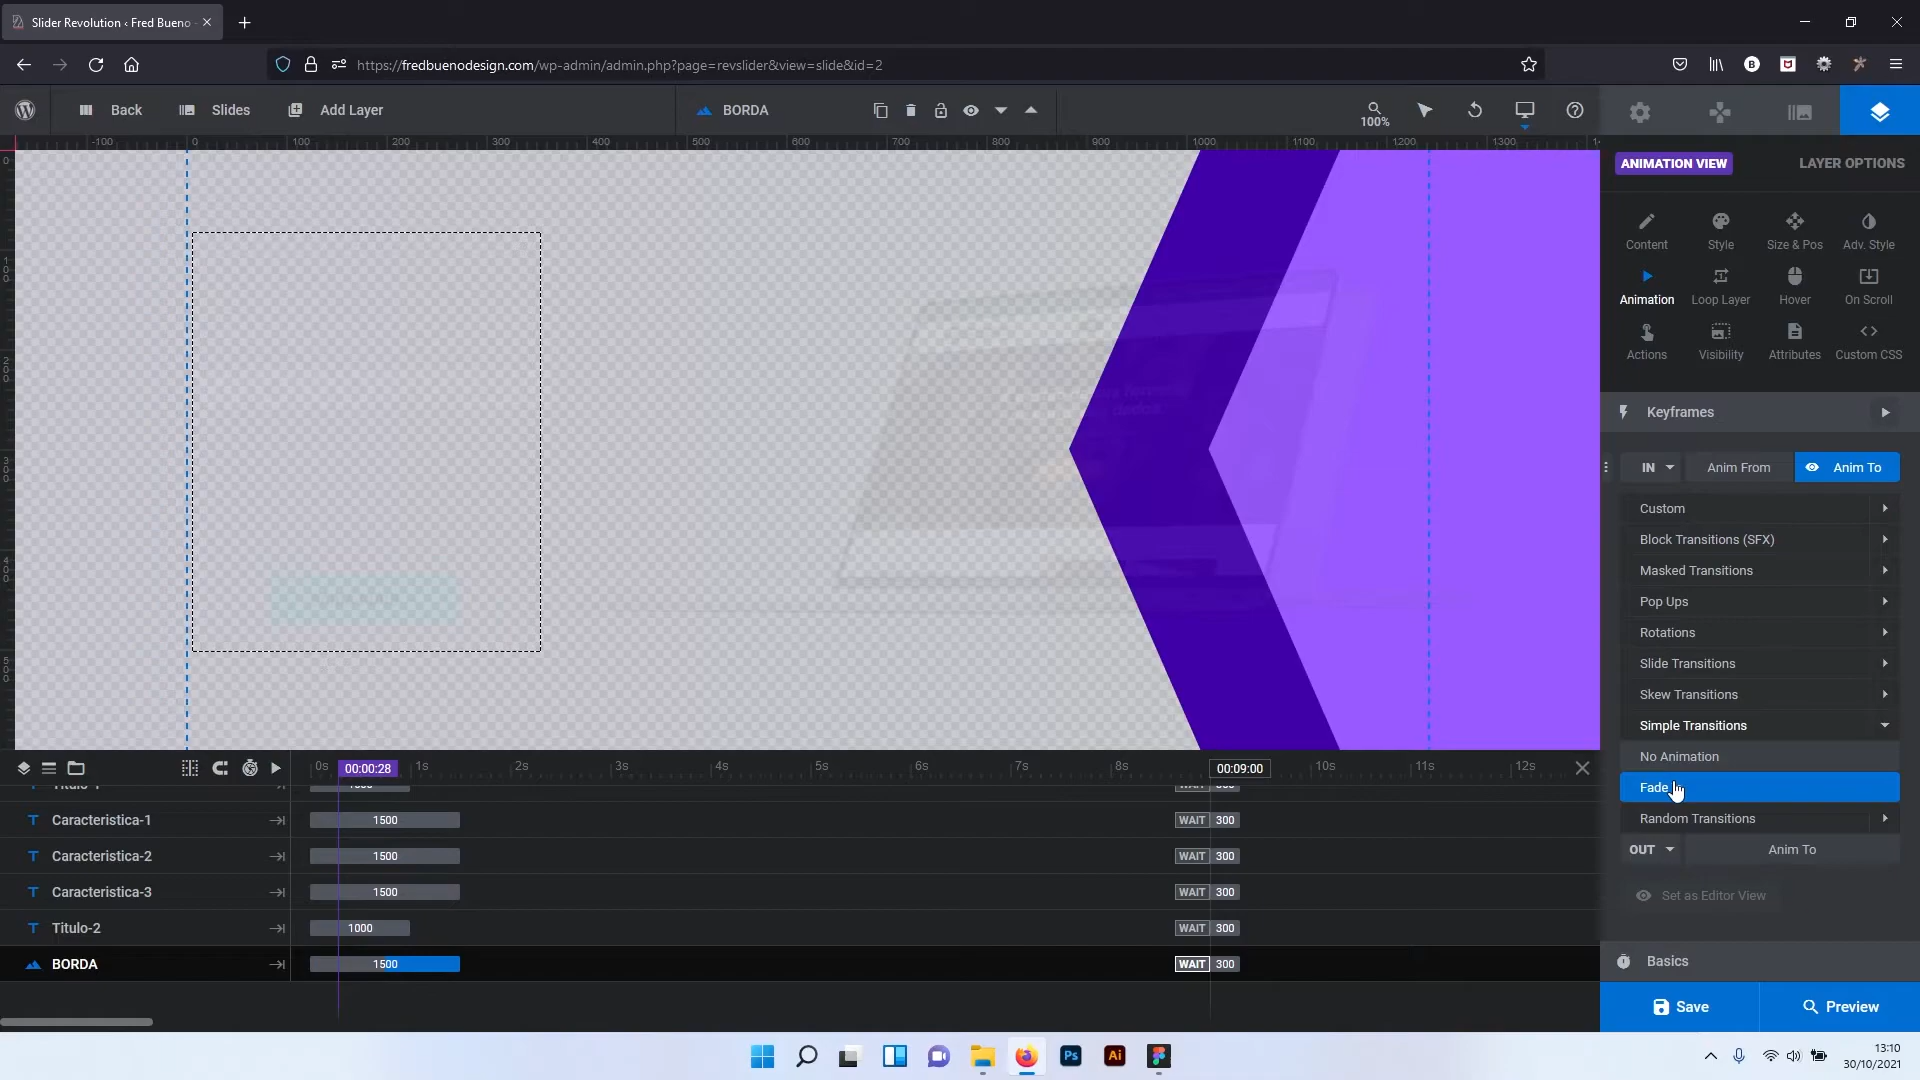 Slider Revolution ‹ Fred Bueno
https://fredbuenodesign.com/wp-admin/admin.php?page=revslider&view=slide&id=2
Back
Slides
Add Layer
BORDA
100%
-100 0 100 200 300 400 500 600 700 800 900 1000 1100 1200 1300
ANIMATION VIEW
LAYER OPTIONS
Content
Style
Size & Pos
Adv. Style
Animation
Loop Layer
Hover
On Scroll
Actions
Visibility
Attributes
Custom CSS
Keyframes
IN
Anim From
Anim To
Custom
Block Transitions (SFX)
Masked Transitions
Pop Ups
Rotations
Slide Transitions
Skew Transitions
Simple Transitions
No Animation
Fade
Random Transitions
OUT
Anim To
Set as Editor View
Basics
Save
Preview
0s 00:00:28 1s 2s 3s 4s 5s 6s 7s 8s 00:09:00 10s 11s 12s
Caracteristica-1 1500 WAIT 300
Caracteristica-2 1500 WAIT 300
Caracteristica-3 1500 WAIT 300
Titulo-2 1000 WAIT 300
BORDA 1500 WAIT 300
Ps
Ai
13:10
30/10/2021